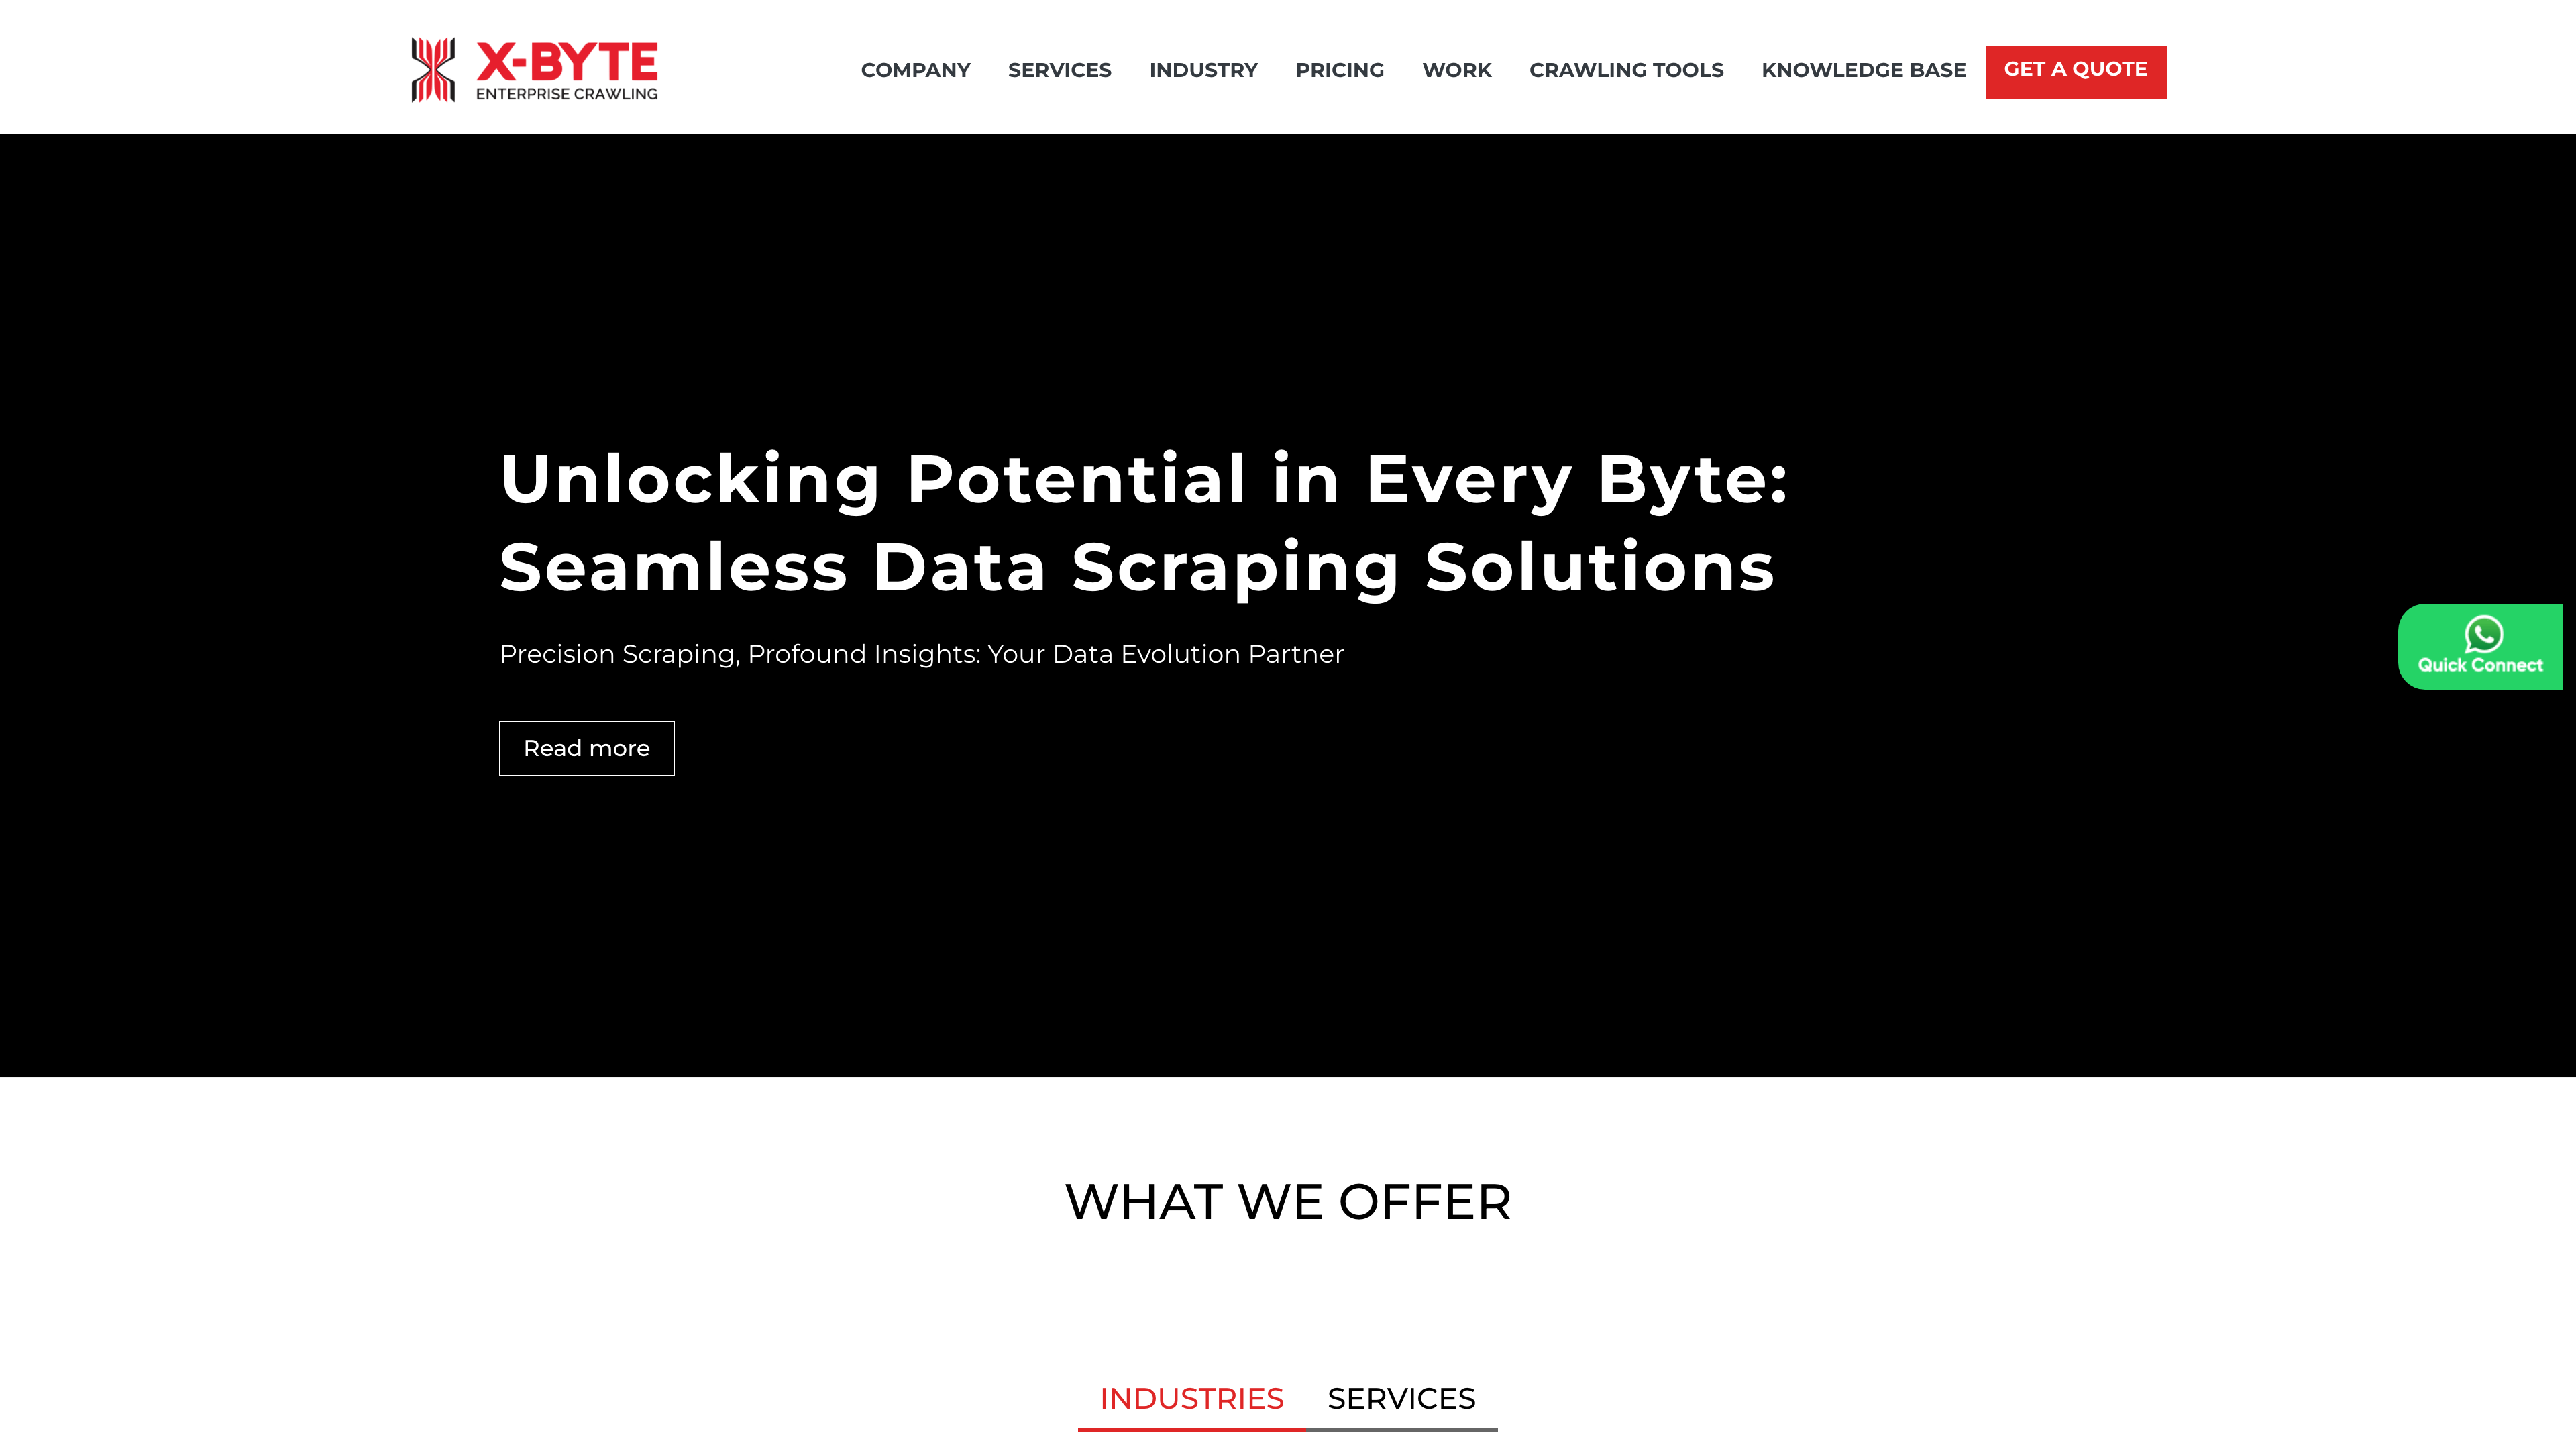 X-BYTE
ENTERPRISE CRAWLING
COMPANY SERVICES INDUSTRY PRICING WORK CRAWLING TOOLS KNOWLEDGE BASE GET A QUOTE
Unlocking Potential in Every Byte:
Seamless Data Scraping Solutions
Precision Scraping, Profound Insights: Your Data Evolution Partner
Quick Connect
Read more
WHAT WE OFFER
INDUSTRIES SERVICES